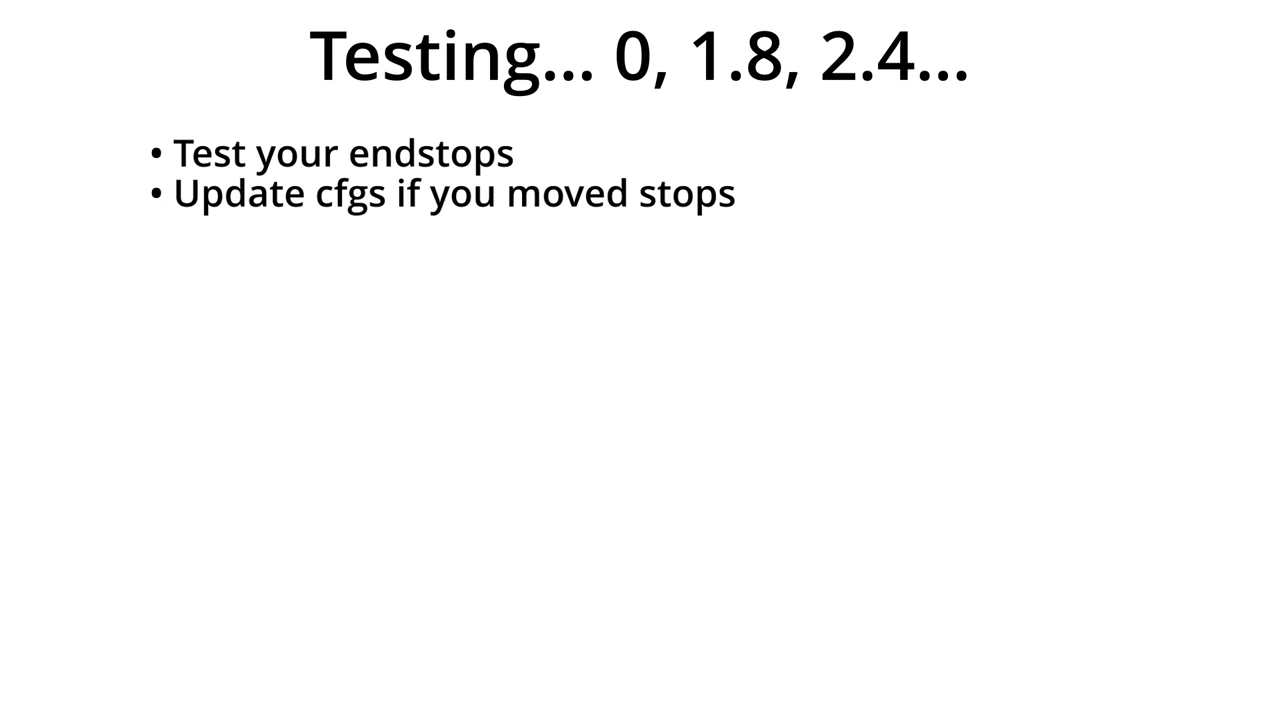 Testing... 0, 1.8, 2.4...
• Test your endstops
• Update cfgs if you moved stops